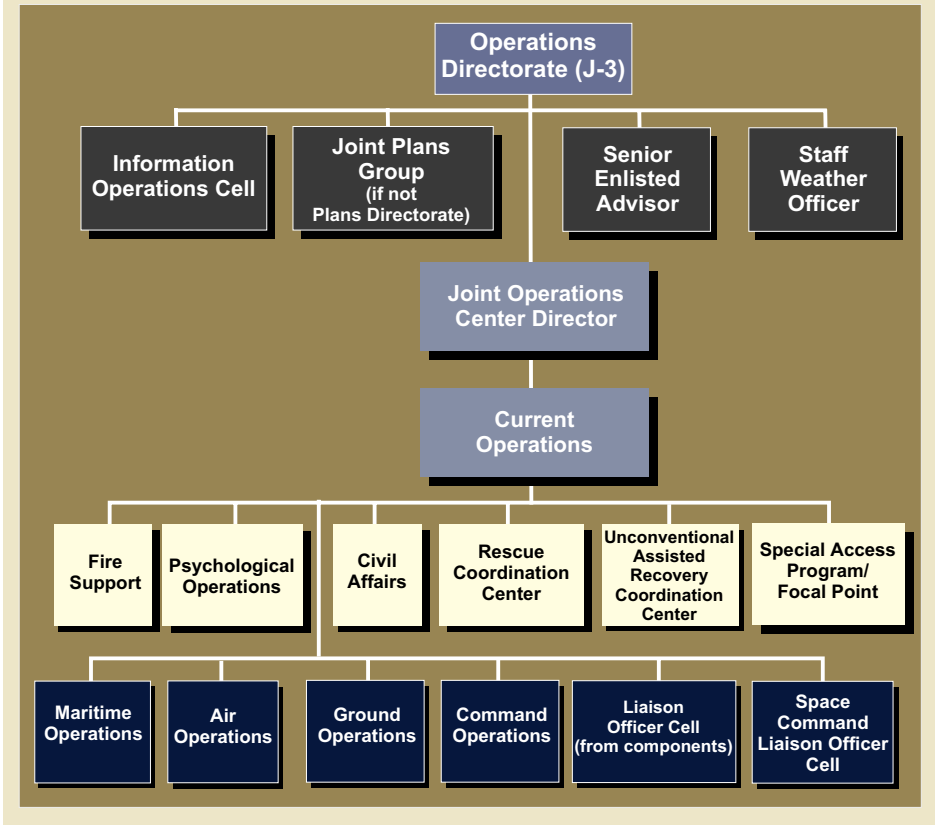 Operations
Directorate (J-3)
Information
Operations Cell
Joint Plans
Group
(if not
Plans Directorate)
Senior
Enlisted
Advisor
Staff
Weather
Officer
Joint Operations
Center Director
Current
Operations
Fire
Support
Psychological
Operations
Civil
Affairs
Rescue
Coordination
Center
Unconventional
Assisted
Recovery
Coordination
Center
Special Access
Program/
Focal Point
Maritime
Operations
Air
Operations
Ground
Operations
Command
Operations
Liaison
Officer Cell
(from components)
Space
Command
Liaison Officer
Cell